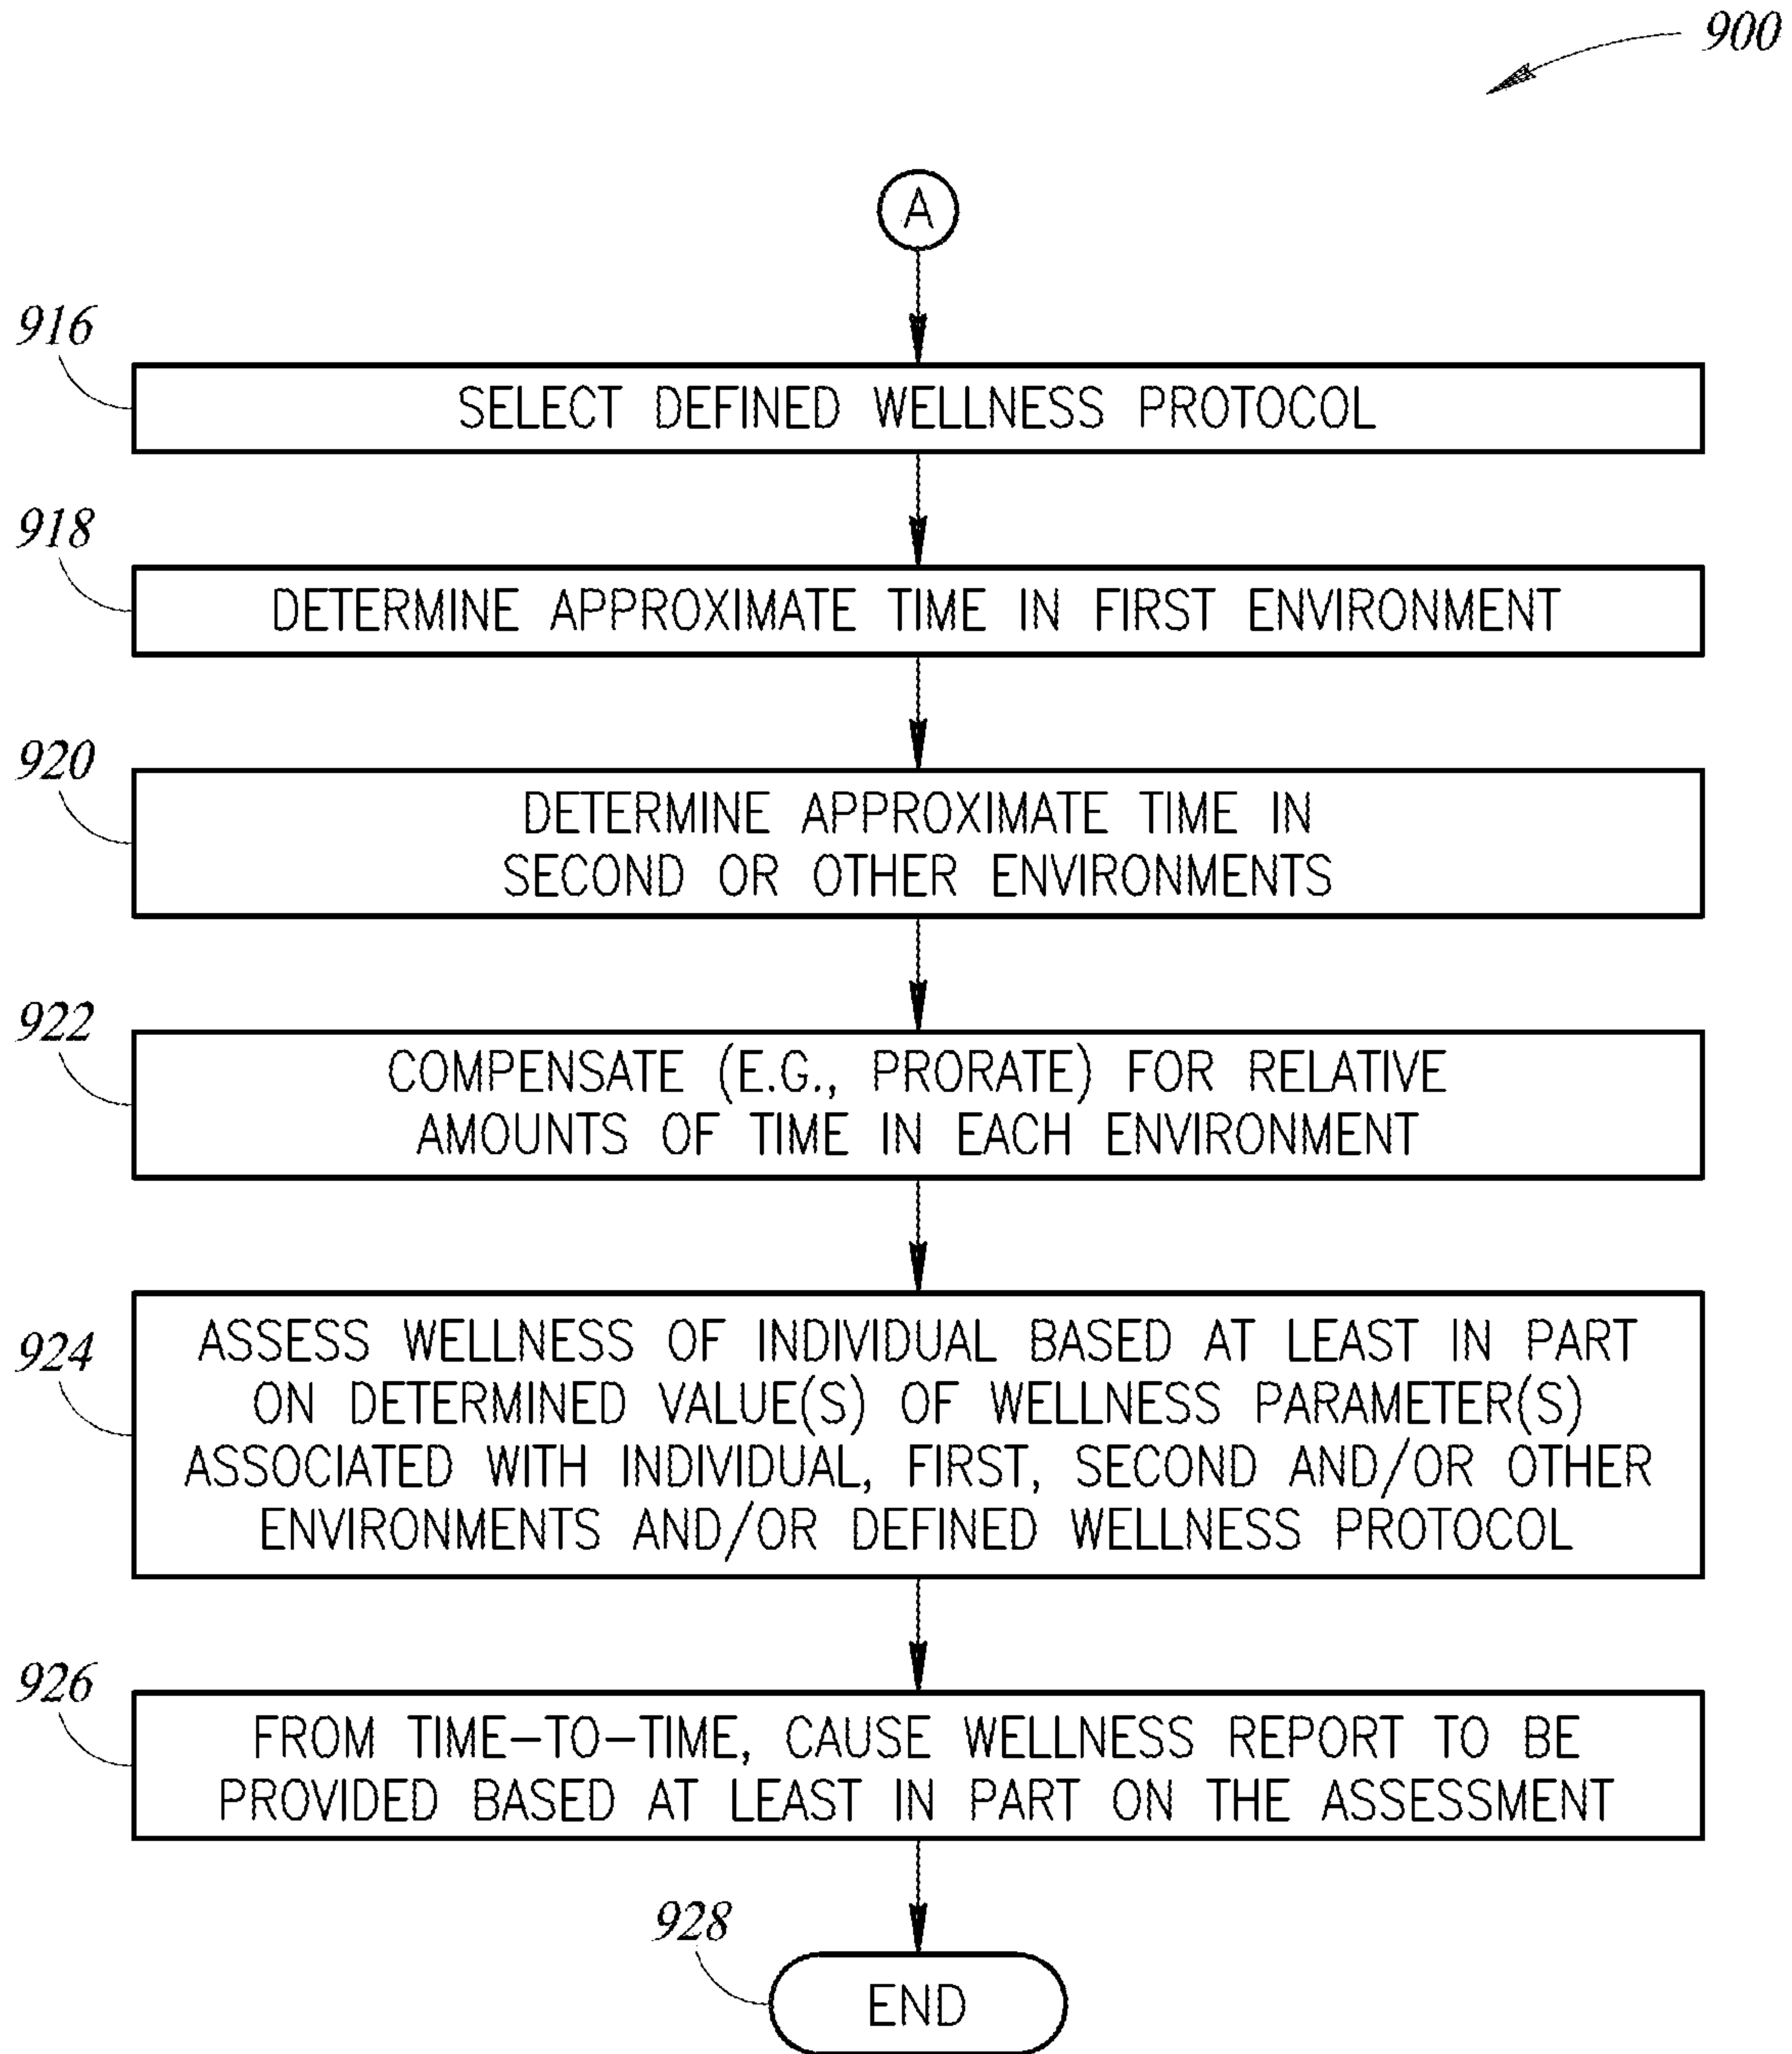 900
A
916
SELECT DEFINED WELLNESS PROTOCOL
918
DETERMINE APPROXIMATE TIME IN FIRST ENVIRONMENT
920
DETERMINE APPROXIMATE TIME IN
SECOND OR OTHER ENVIRONMENTS
922
COMPENSATE (E.G., PRORATE) FOR RELATIVE
AMOUNTS OF TIME IN EACH ENVIRONMENT
924
ASSESS WELLNESS OF INDIVIDUAL BASED AT LEAST IN PART
ON DETERMINED VALUE(S) OF WELLNESS PARAMETER(S)
ASSOCIATED WITH INDIVIDUAL, FIRST, SECOND AND/OR OTHER
ENVIRONMENTS AND/OR DEFINED WELLNESS PROTOCOL
926
FROM TIME-TO-TIME, CAUSE WELLNESS REPORT TO BE
PROVIDED BASED AT LEAST IN PART ON THE ASSESSMENT
928
END